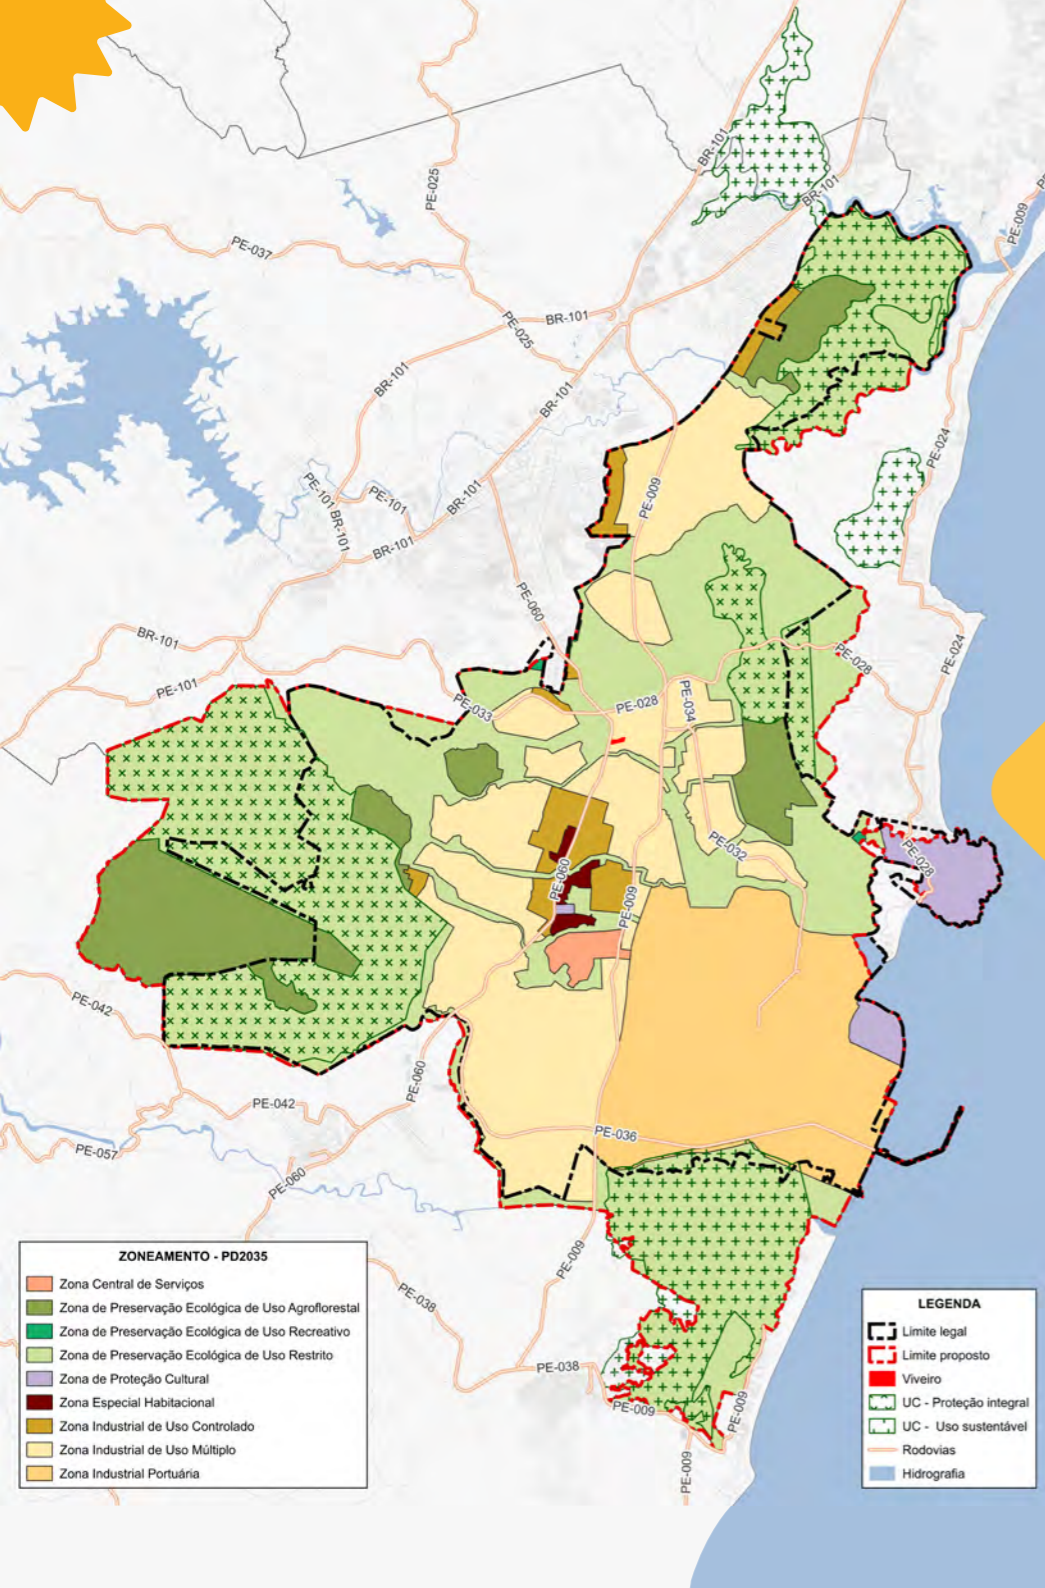 BR-101
BR-101
PE-009
PE-025
PE-037
BR-101
PE-025
BR-101
BR-101
PE-024
PE-101
PE-101
BR-101
BR-101
BR-101
PE-009
PE-060
BR-101
PE-101
PE-033
PE-028
PE-034
PE-028
PE-024
PE-032
PE-028
PE-060
PE-009
PE-042
PE-060
PE-042
PE-057
PE-036
PE-060
PE-009
PE-038
PE-038
PE-009
PE-009
PE-009
ZONEAMENTO - PD2035
Zona Central de Serviços
Zona de Preservação Ecológica de Uso Agroflorestal
Zona de Preservação Ecológica de Uso Recreativo
Zona de Preservação Ecológica de Uso Restrito
Zona de Proteção Cultural
Zona Especial Habitacional
Zona Industrial de Uso Controlado
Zona Industrial de Uso Múltiplo
Zona Industrial Portuária
LEGENDA
Limite legal
Limite proposto
Viveiro
UC - Proteção integral
UC - Uso sustentável
Rodovias
Hidrografia